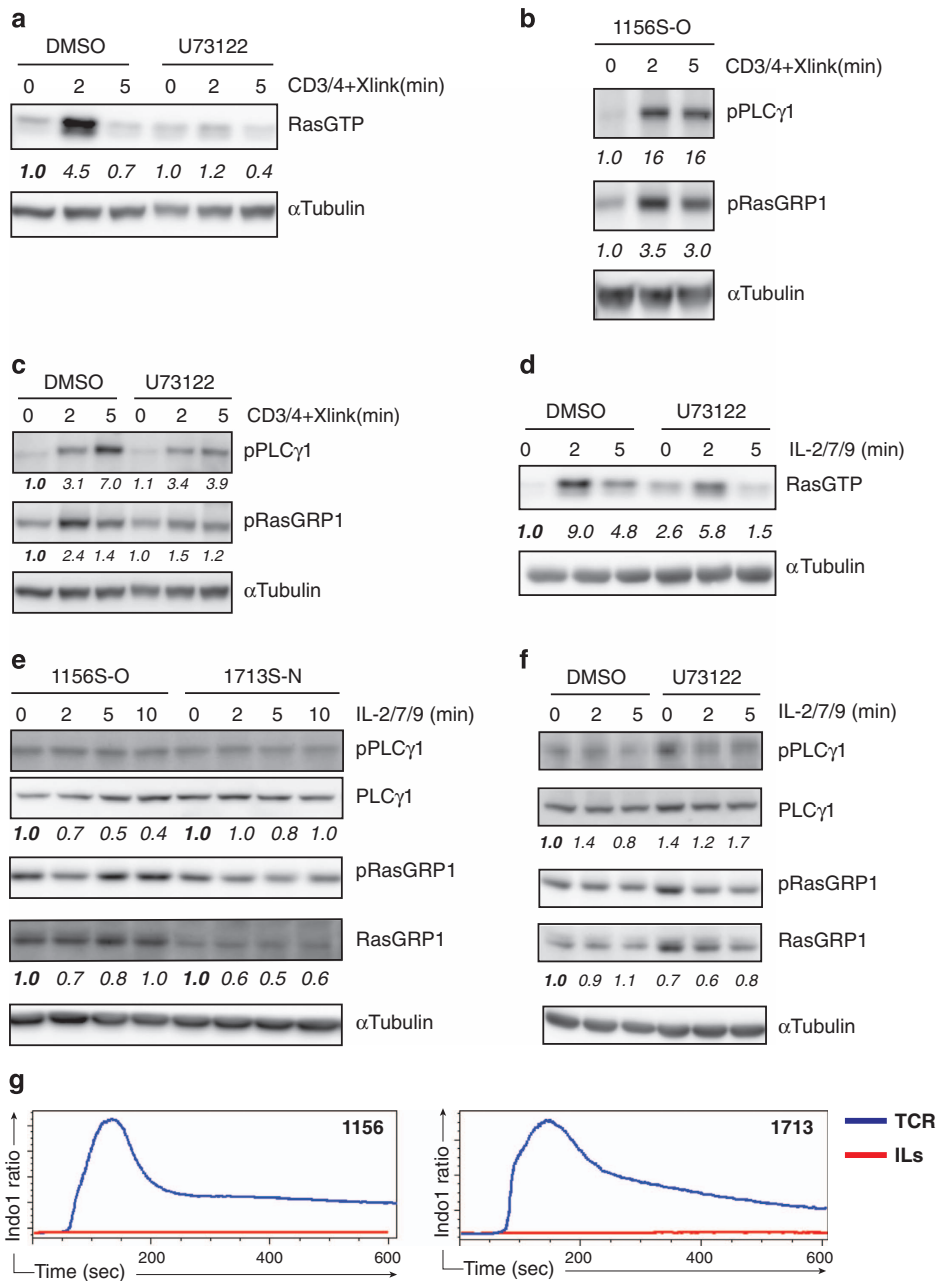 a
DMSO U73122
0 2 5 0 2 5 CD3/4+Xlink(min)
RasGTP
1.0 4.5 0.7 1.0 1.2 0.4
αTubulin
b
1156S-O
0 2 5 CD3/4+Xlink(min)
pPLCγ1
1.0 16 16
pRasGRP1
1.0 3.5 3.0
αTubulin
c
DMSO U73122
0 2 5 0 2 5 CD3/4+Xlink(min)
pPLCγ1
1.0 3.1 7.0 1.1 3.4 3.9
pRasGRP1
1.0 2.4 1.4 1.0 1.5 1.2
αTubulin
d
DMSO U73122
0 2 5 0 2 5 IL-2/7/9 (min)
RasGTP
1.0 9.0 4.8 2.6 5.8 1.5
αTubulin
e
1156S-O 1713S-N
0 2 5 10 0 2 5 10 IL-2/7/9 (min)
pPLCγ1
PLCγ1
1.0 0.7 0.5 0.4 1.0 1.0 0.8 1.0
pRasGRP1
RasGRP1
1.0 0.7 0.8 1.0 1.0 0.6 0.5 0.6
αTubulin
f
DMSO U73122
0 2 5 0 2 5 IL-2/7/9 (min)
pPLCγ1
PLCγ1
1.0 1.4 0.8 1.4 1.2 1.7
pRasGRP1
RasGRP1
1.0 0.9 1.1 0.7 0.6 0.8
αTubulin
g
1156
Indo1 ratio
200 400 600
Time (sec)
1713
Indo1 ratio
200 400 600
Time (sec)
TCR
ILs